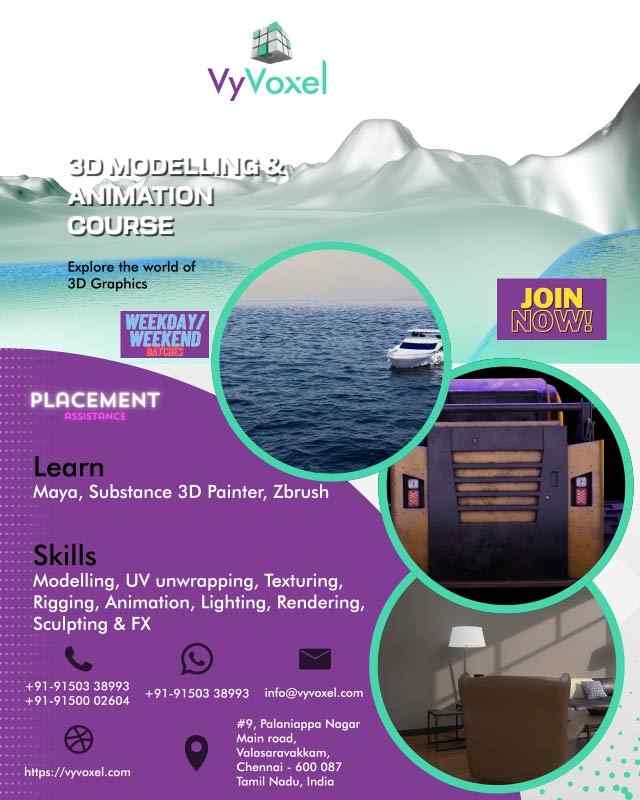 VyVoxel
3D MODELLING &
ANIMATION
COURSE
Explore the world of
3D Graphics
JOIN
NOW!
WEEKDAY/
WEEKEND
BATCHES
PLACEMENT
ASSISTANCE
Learn
Maya, Substance 3D Painter, Zbrush
Skills
Modelling, UV unwrapping, Texturing,
Rigging, Animation, Lighting, Rendering,
Sculpting & FX
+91-91503 38993
+91-91500 02604
+91-91503 38993
info@vyvoxel.com
https://vyvoxel.com
#9, Palaniappa Nagar
Main road,
Valasaravakkam,
Chennai - 600 087
Tamil Nadu, India